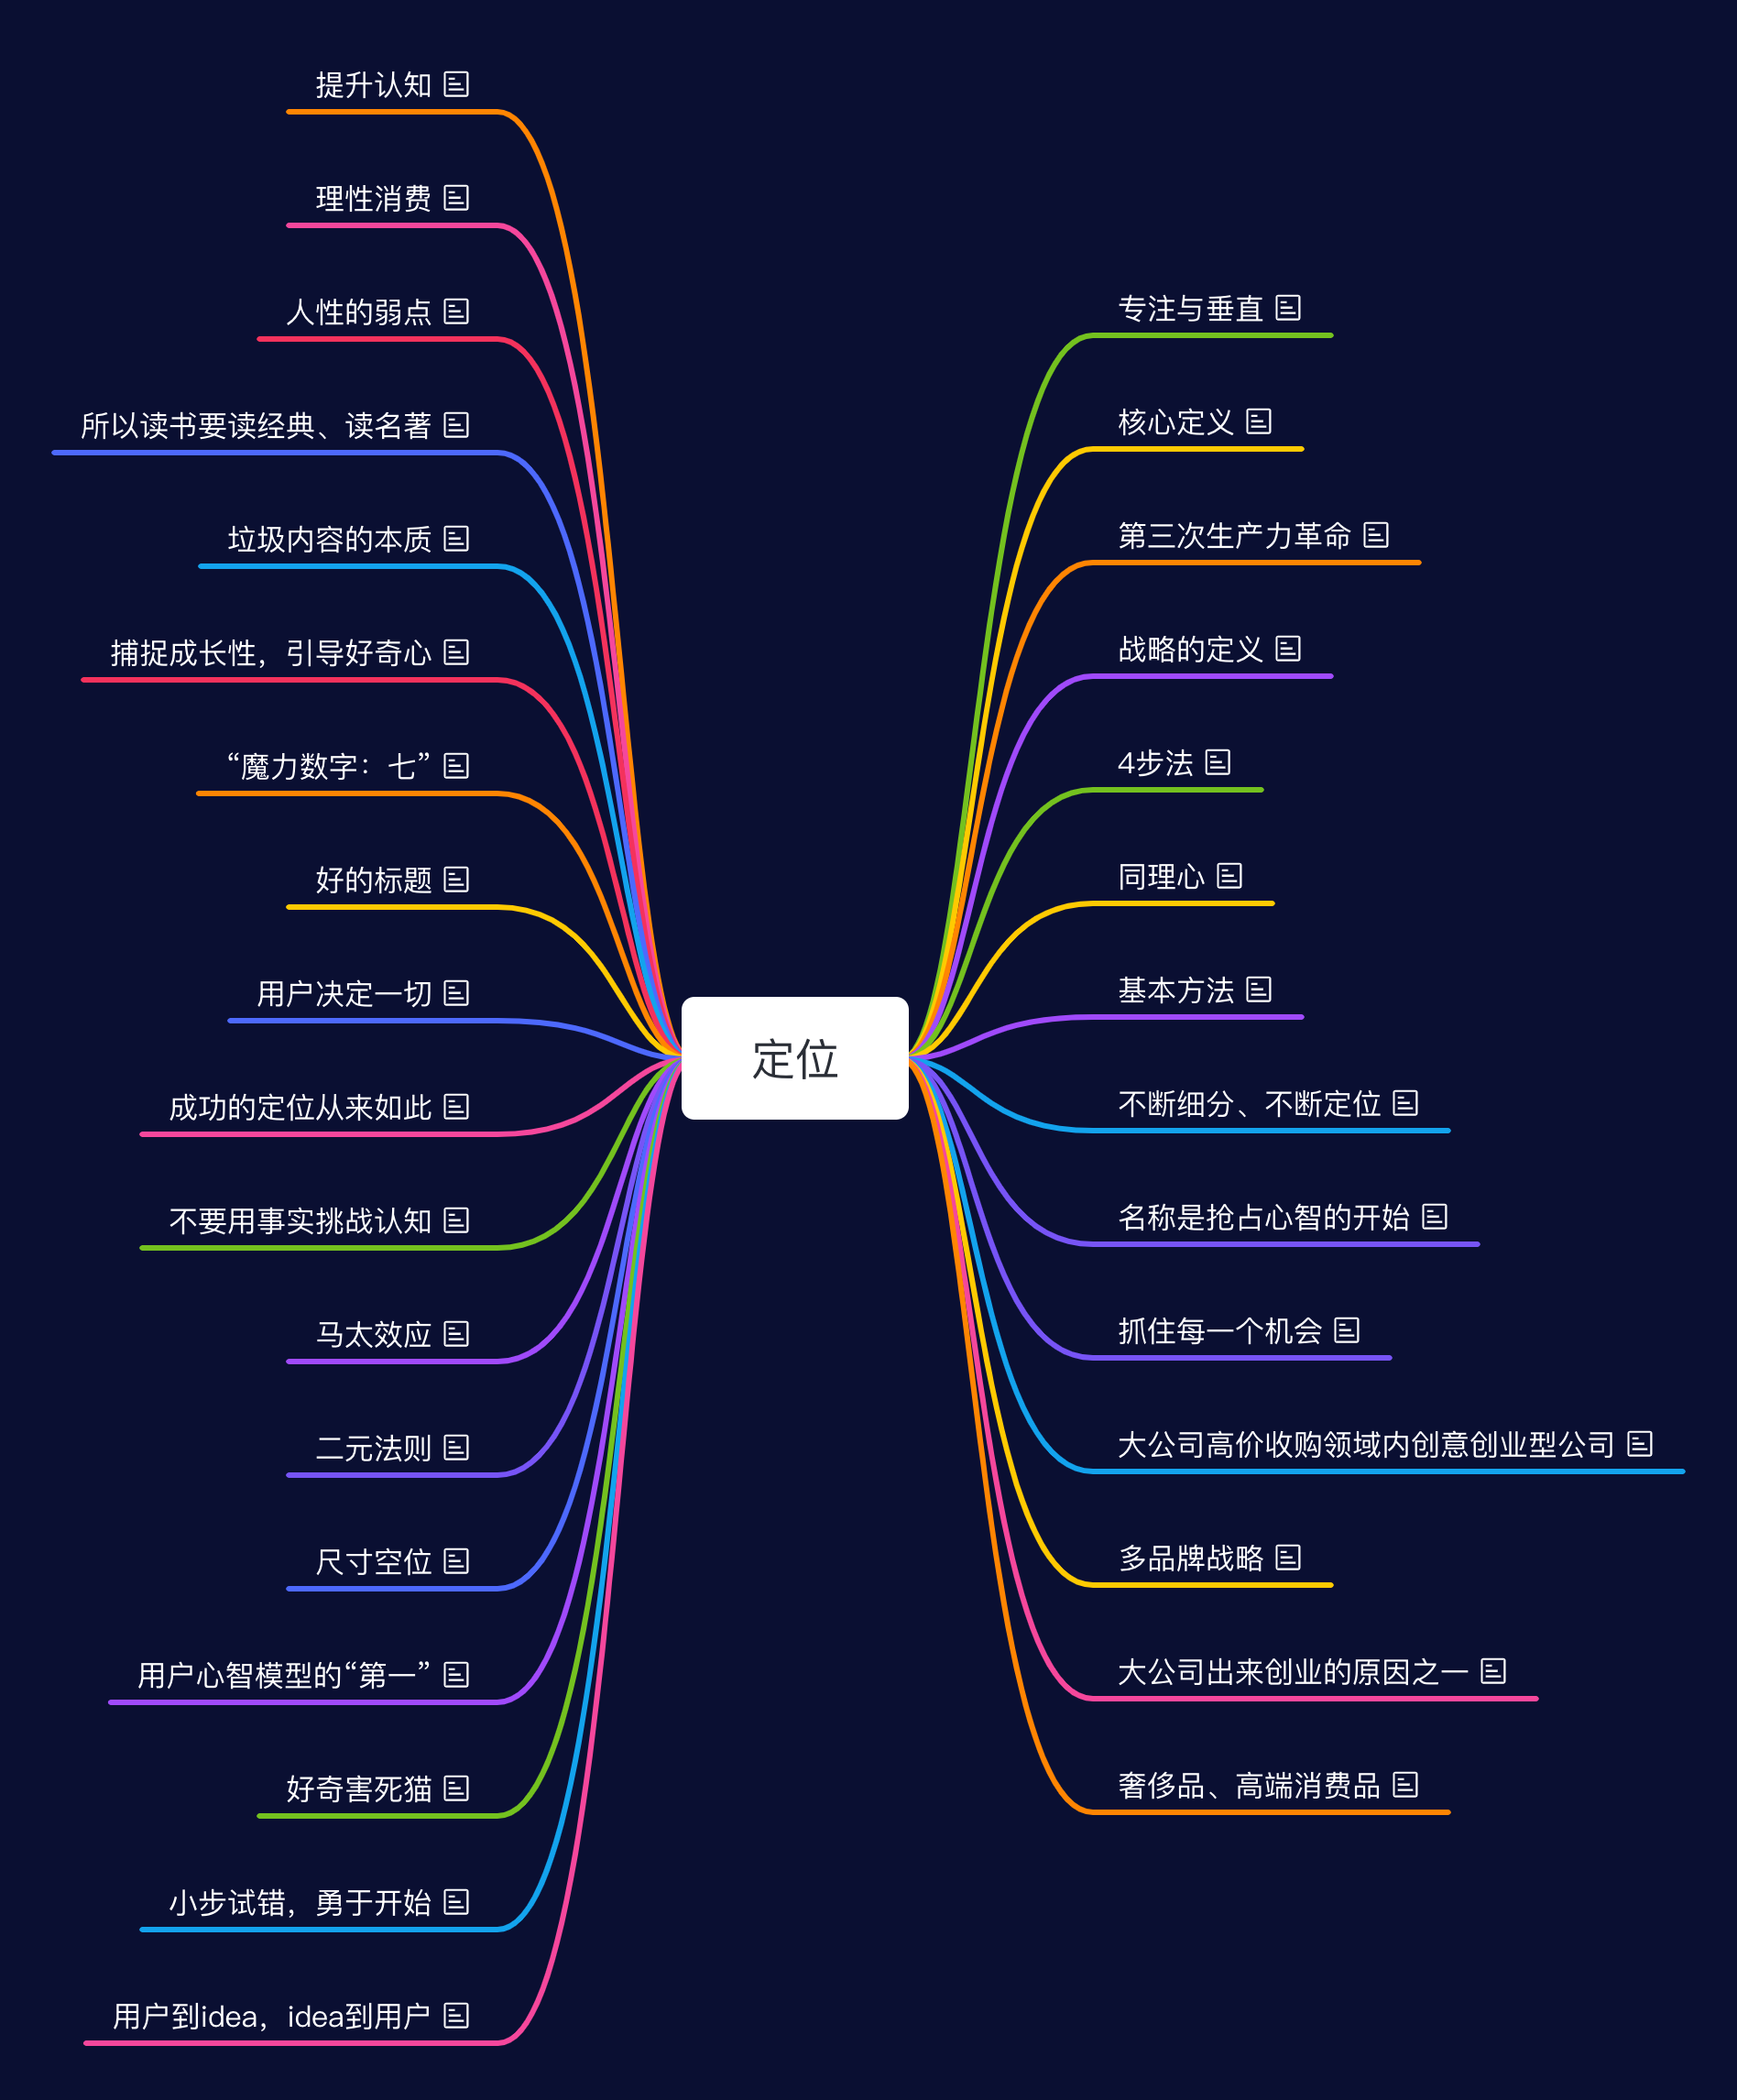 提升认知
理性消费
人性的弱点
所以读书要读经典、读名著
垃圾内容的本质
捕捉成长性，引导好奇心
“魔力数字：七”
好的标题
用户决定一切
成功的定位从来如此
不要用事实挑战认知
马太效应
二元法则
尺寸空位
用户心智模型的“第一”
好奇害死猫
小步试错，勇于开始
用户到idea，idea到用户
定位
专注与垂直
核心定义
第三次生产力革命
战略的定义
4步法
同理心
基本方法
不断细分、不断定位
名称是抢占心智的开始
抓住每一个机会
大公司高价收购领域内创意创业型公司
多品牌战略
大公司出来创业的原因之一
奢侈品、高端消费品